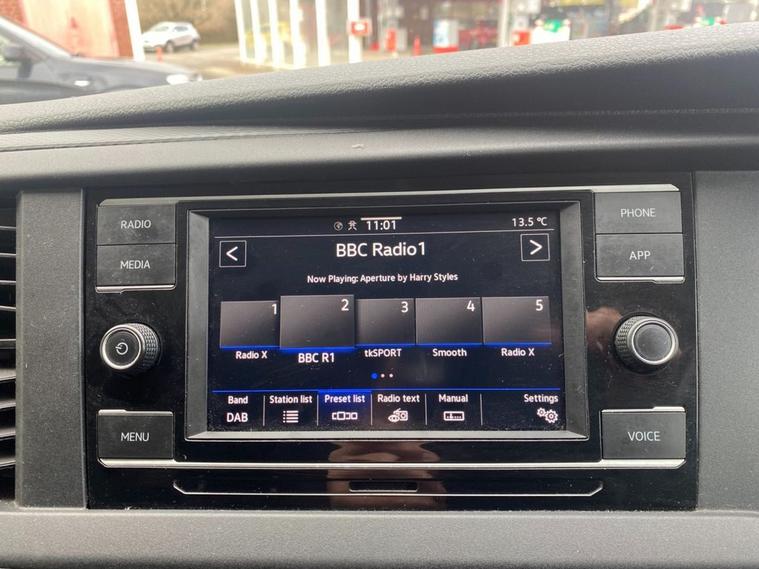 RADIO
MEDIA
MENU
11:01
13.5 °C
<
BBC Radio1
>
Now Playing: Aperture by Harry Styles
1
2
3
4
5
Radio X
BBC R1
tkSPORT
Smooth
Radio X
Band
Station list
Preset list
Radio text
Manual
Settings
DAB
PHONE
APP
VOICE